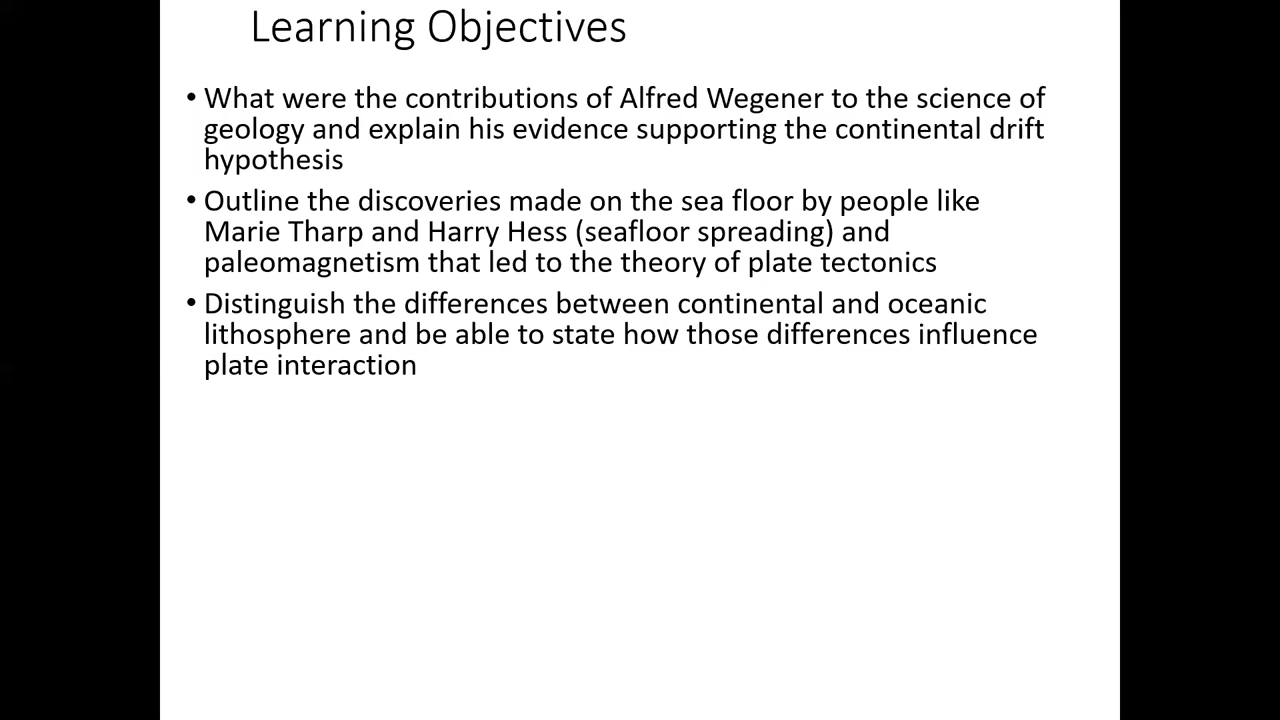 Learning Objectives
• What were the contributions of Alfred Wegener to the science of
geology and explain his evidence supporting the continental drift
hypothesis
• Outline the discoveries made on the sea floor by people like
Marie Tharp and Harry Hess (seafloor spreading) and
paleomagnetism that led to the theory of plate tectonics
• Distinguish the differences between continental and oceanic
lithosphere and be able to state how those differences influence
plate interaction